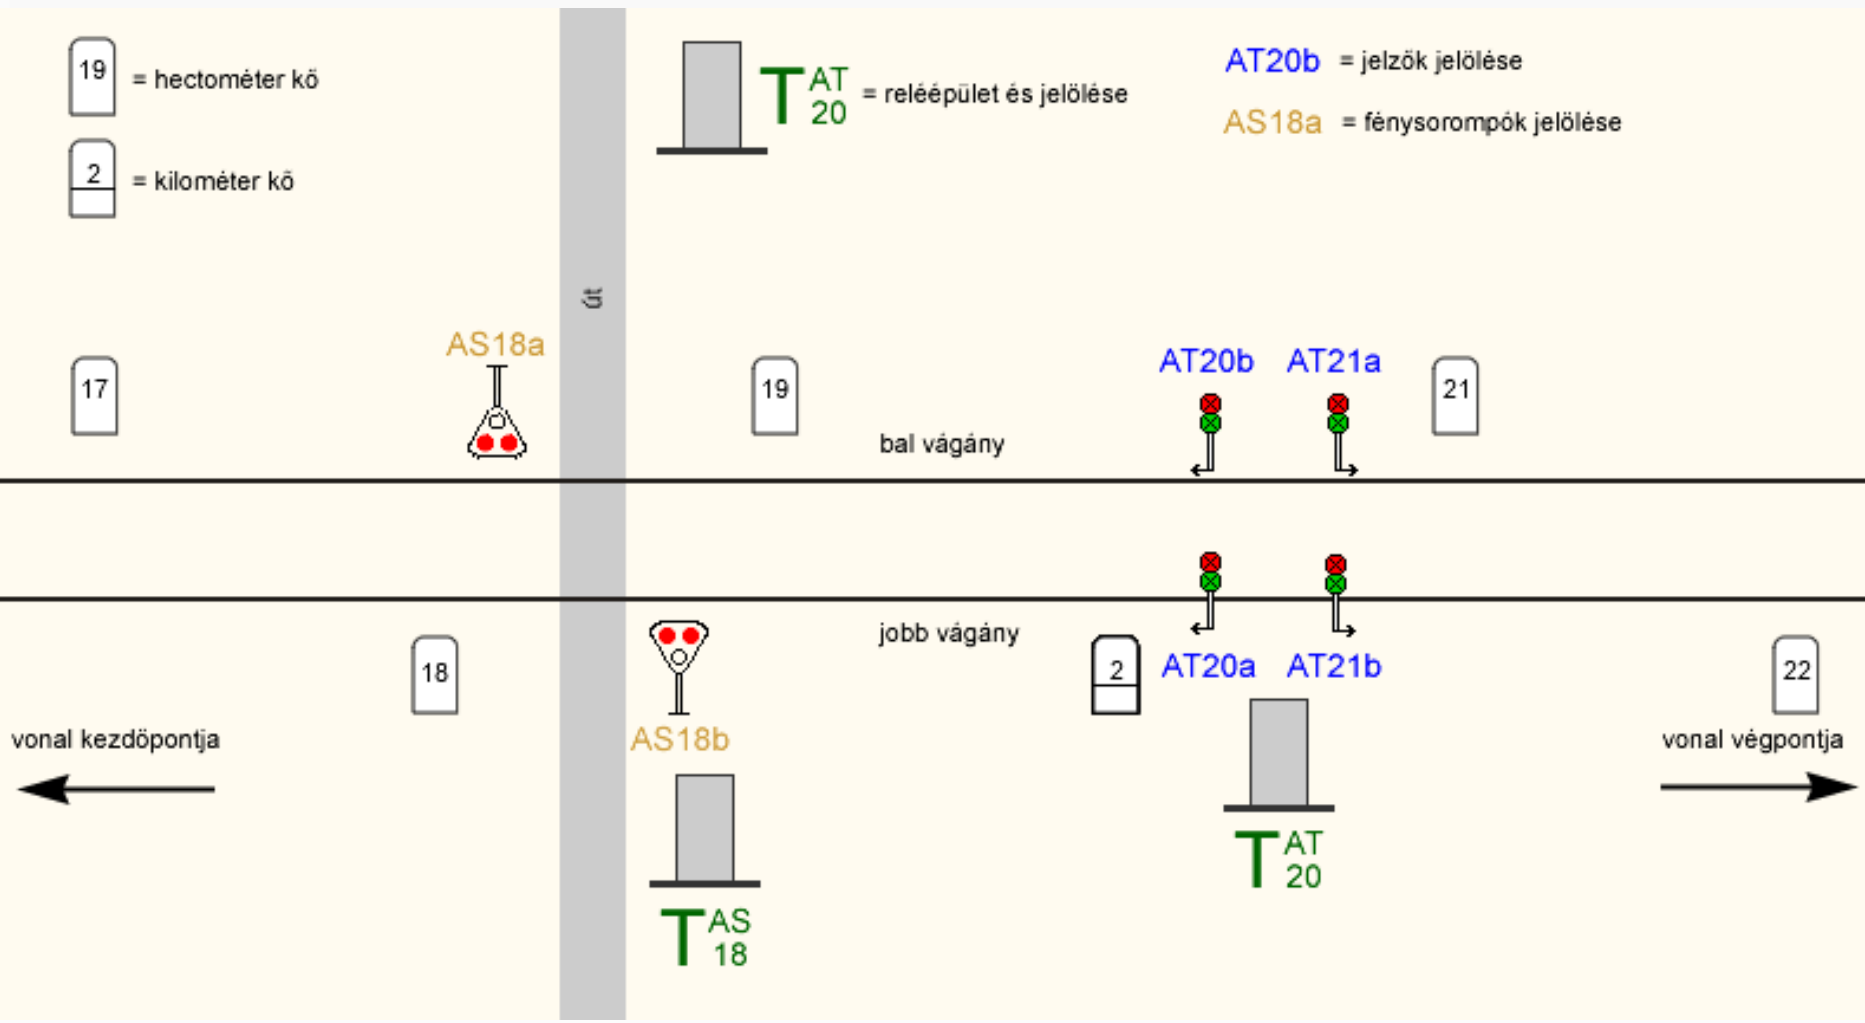 19
= hectométer kő
2
= kilométer kő
T AT 20
= reléépület és jelölése
AT20b = jelzők jelölése
AS18a = fénysorompók jelölése
út
17
AS18a
19
AT20b
AT21a
21
bal vágány
jobb vágány
18
AS18b
2
AT20a
AT21b
22
vonal kezdőpontja
vonal végpontja
T AT 20
T AS 18